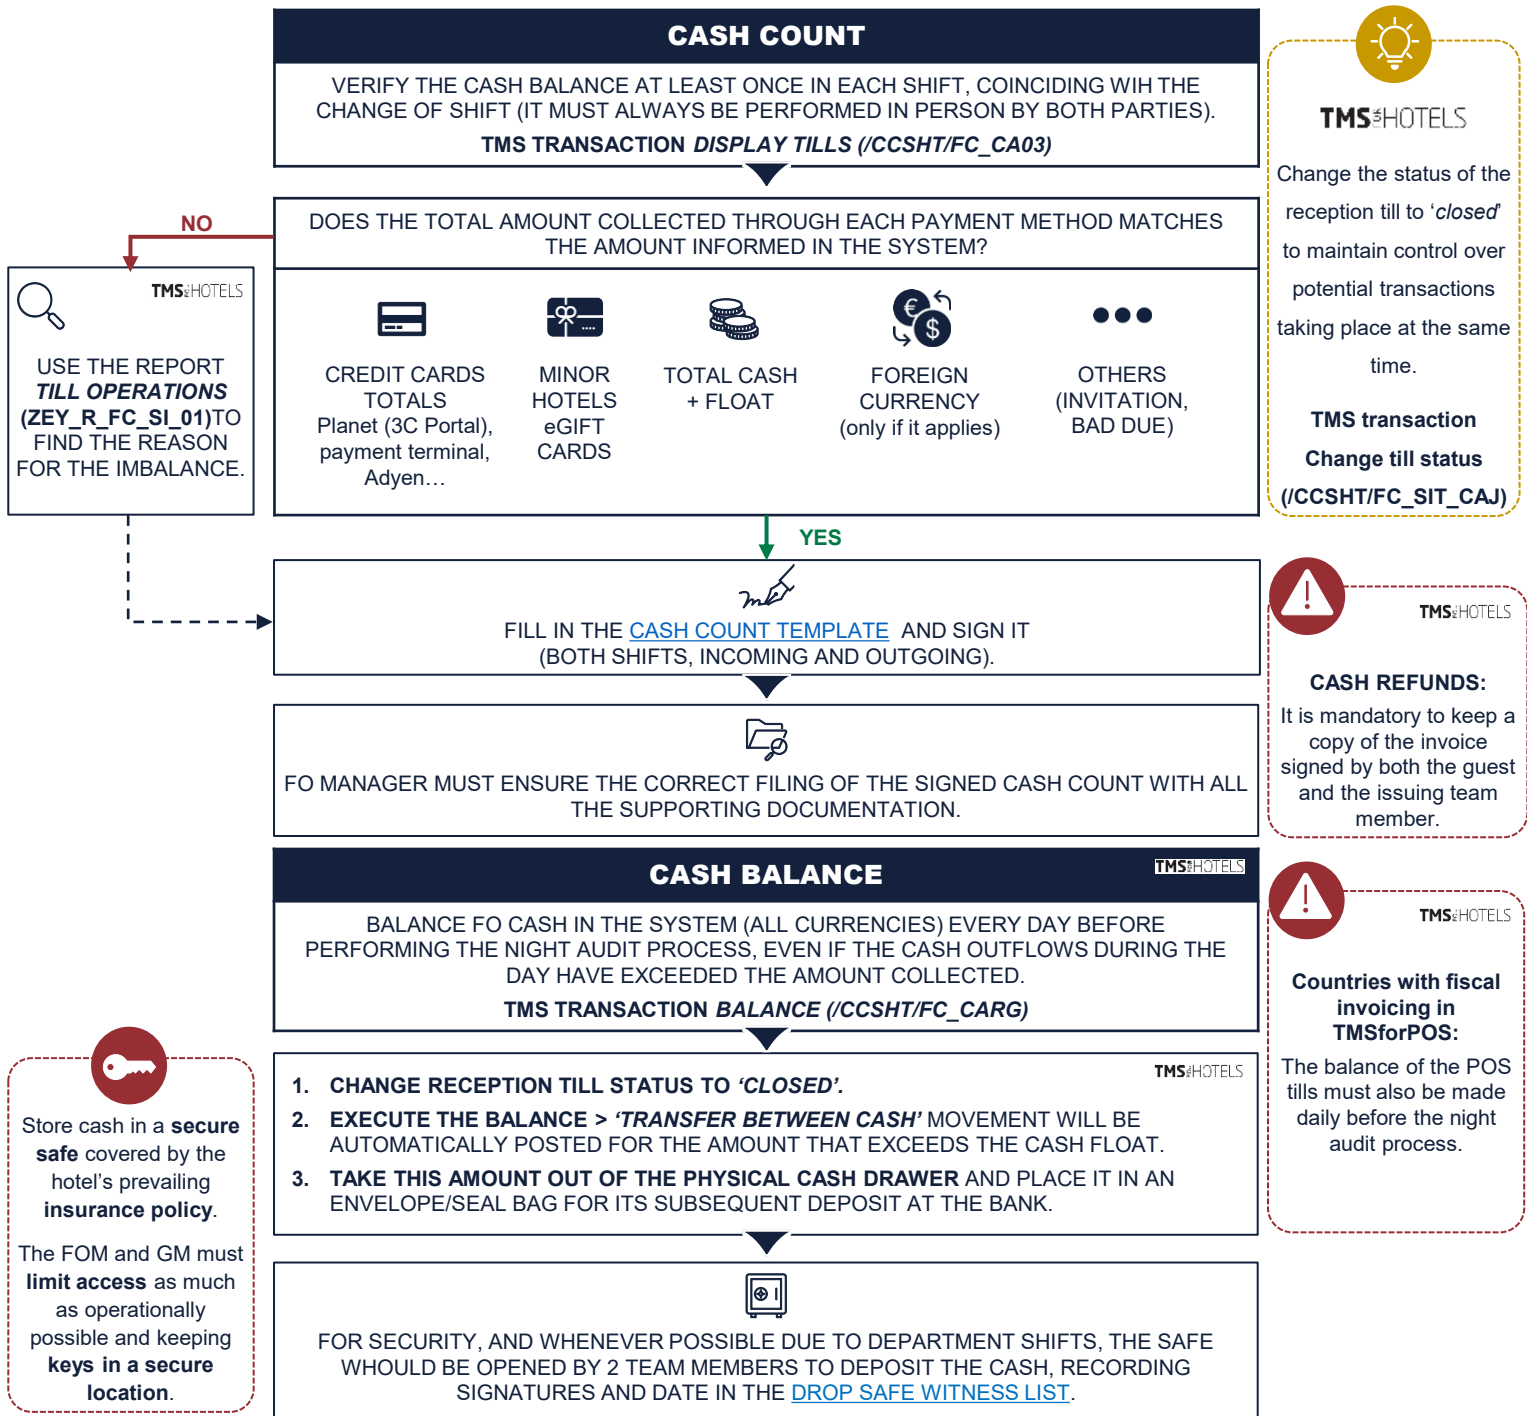 CASH COUNT
VERIFY THE CASH BALANCE AT LEAST ONCE IN EACH SHIFT, COINCIDING WIH THE
CHANGE OF SHIFT (IT MUST ALWAYS BE PERFORMED IN PERSON BY BOTH PARTIES).
TMS TRANSACTION DISPLAY TILLS (/CCSHT/FC_CA03)
TMS HOTELS
Change the status of the
reception till to ‘closed’
to maintain control over
potential transactions
taking place at the same
time.
TMS transaction
Change till status
(/CCSHT/FC_SIT_CAJ)
NO
DOES THE TOTAL AMOUNT COLLECTED THROUGH EACH PAYMENT METHOD MATCHES
THE AMOUNT INFORMED IN THE SYSTEM?
TMS HOTELS
USE THE REPORT
TILL OPERATIONS
(ZEY_R_FC_SI_01)TO
FIND THE REASON
FOR THE IMBALANCE.
CREDIT CARDS
TOTALS
Planet (3C Portal),
payment terminal,
Adyen…
MINOR
HOTELS
eGIFT
CARDS
TOTAL CASH
+ FLOAT
€
$
FOREIGN
CURRENCY
(only if it applies)
OTHERS
(INVITATION,
BAD DUE)
YES
FILL IN THE CASH COUNT TEMPLATE AND SIGN IT
(BOTH SHIFTS, INCOMING AND OUTGOING).
TMS HOTELS
CASH REFUNDS:
It is mandatory to keep a
copy of the invoice
signed by both the guest
and the issuing team
member.
FO MANAGER MUST ENSURE THE CORRECT FILING OF THE SIGNED CASH COUNT WITH ALL
THE SUPPORTING DOCUMENTATION.
CASH BALANCE
TMS HOTELS
BALANCE FO CASH IN THE SYSTEM (ALL CURRENCIES) EVERY DAY BEFORE
PERFORMING THE NIGHT AUDIT PROCESS, EVEN IF THE CASH OUTFLOWS DURING THE
DAY HAVE EXCEEDED THE AMOUNT COLLECTED.
TMS TRANSACTION BALANCE (/CCSHT/FC_CARG)
TMS HOTELS
Countries with fiscal
invoicing in
TMSforPOS:
The balance of the POS
tills must also be made
daily before the night
audit process.
TMS HOTELS
1. CHANGE RECEPTION TILL STATUS TO ‘CLOSED’.
2. EXECUTE THE BALANCE > ‘TRANSFER BETWEEN CASH’ MOVEMENT WILL BE
AUTOMATICALLY POSTED FOR THE AMOUNT THAT EXCEEDS THE CASH FLOAT.
3. TAKE THIS AMOUNT OUT OF THE PHYSICAL CASH DRAWER AND PLACE IT IN AN
ENVELOPE/SEAL BAG FOR ITS SUBSEQUENT DEPOSIT AT THE BANK.
Store cash in a secure
safe covered by the
hotel’s prevailing
insurance policy.
The FOM and GM must
limit access as much
as operationally
possible and keeping
keys in a secure
location.
FOR SECURITY, AND WHENEVER POSSIBLE DUE TO DEPARTMENT SHIFTS, THE SAFE
WHOULD BE OPENED BY 2 TEAM MEMBERS TO DEPOSIT THE CASH, RECORDING
SIGNATURES AND DATE IN THE DROP SAFE WITNESS LIST.